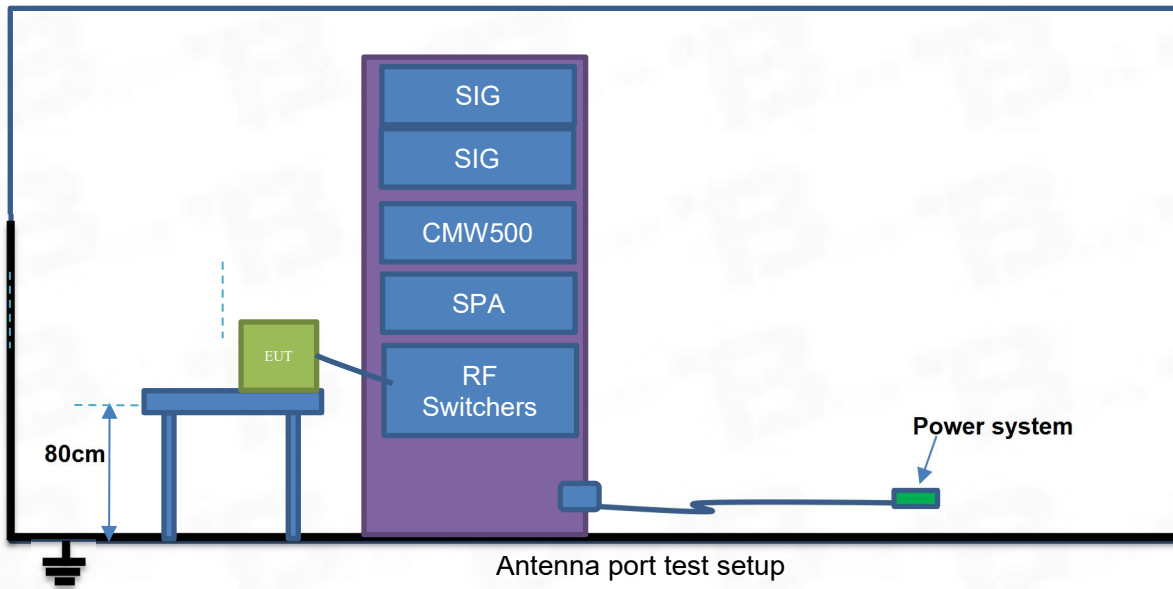 SIG
SIG
CMW500
SPA
EUT
RF
Switchers
80cm
Power system
Antenna port test setup